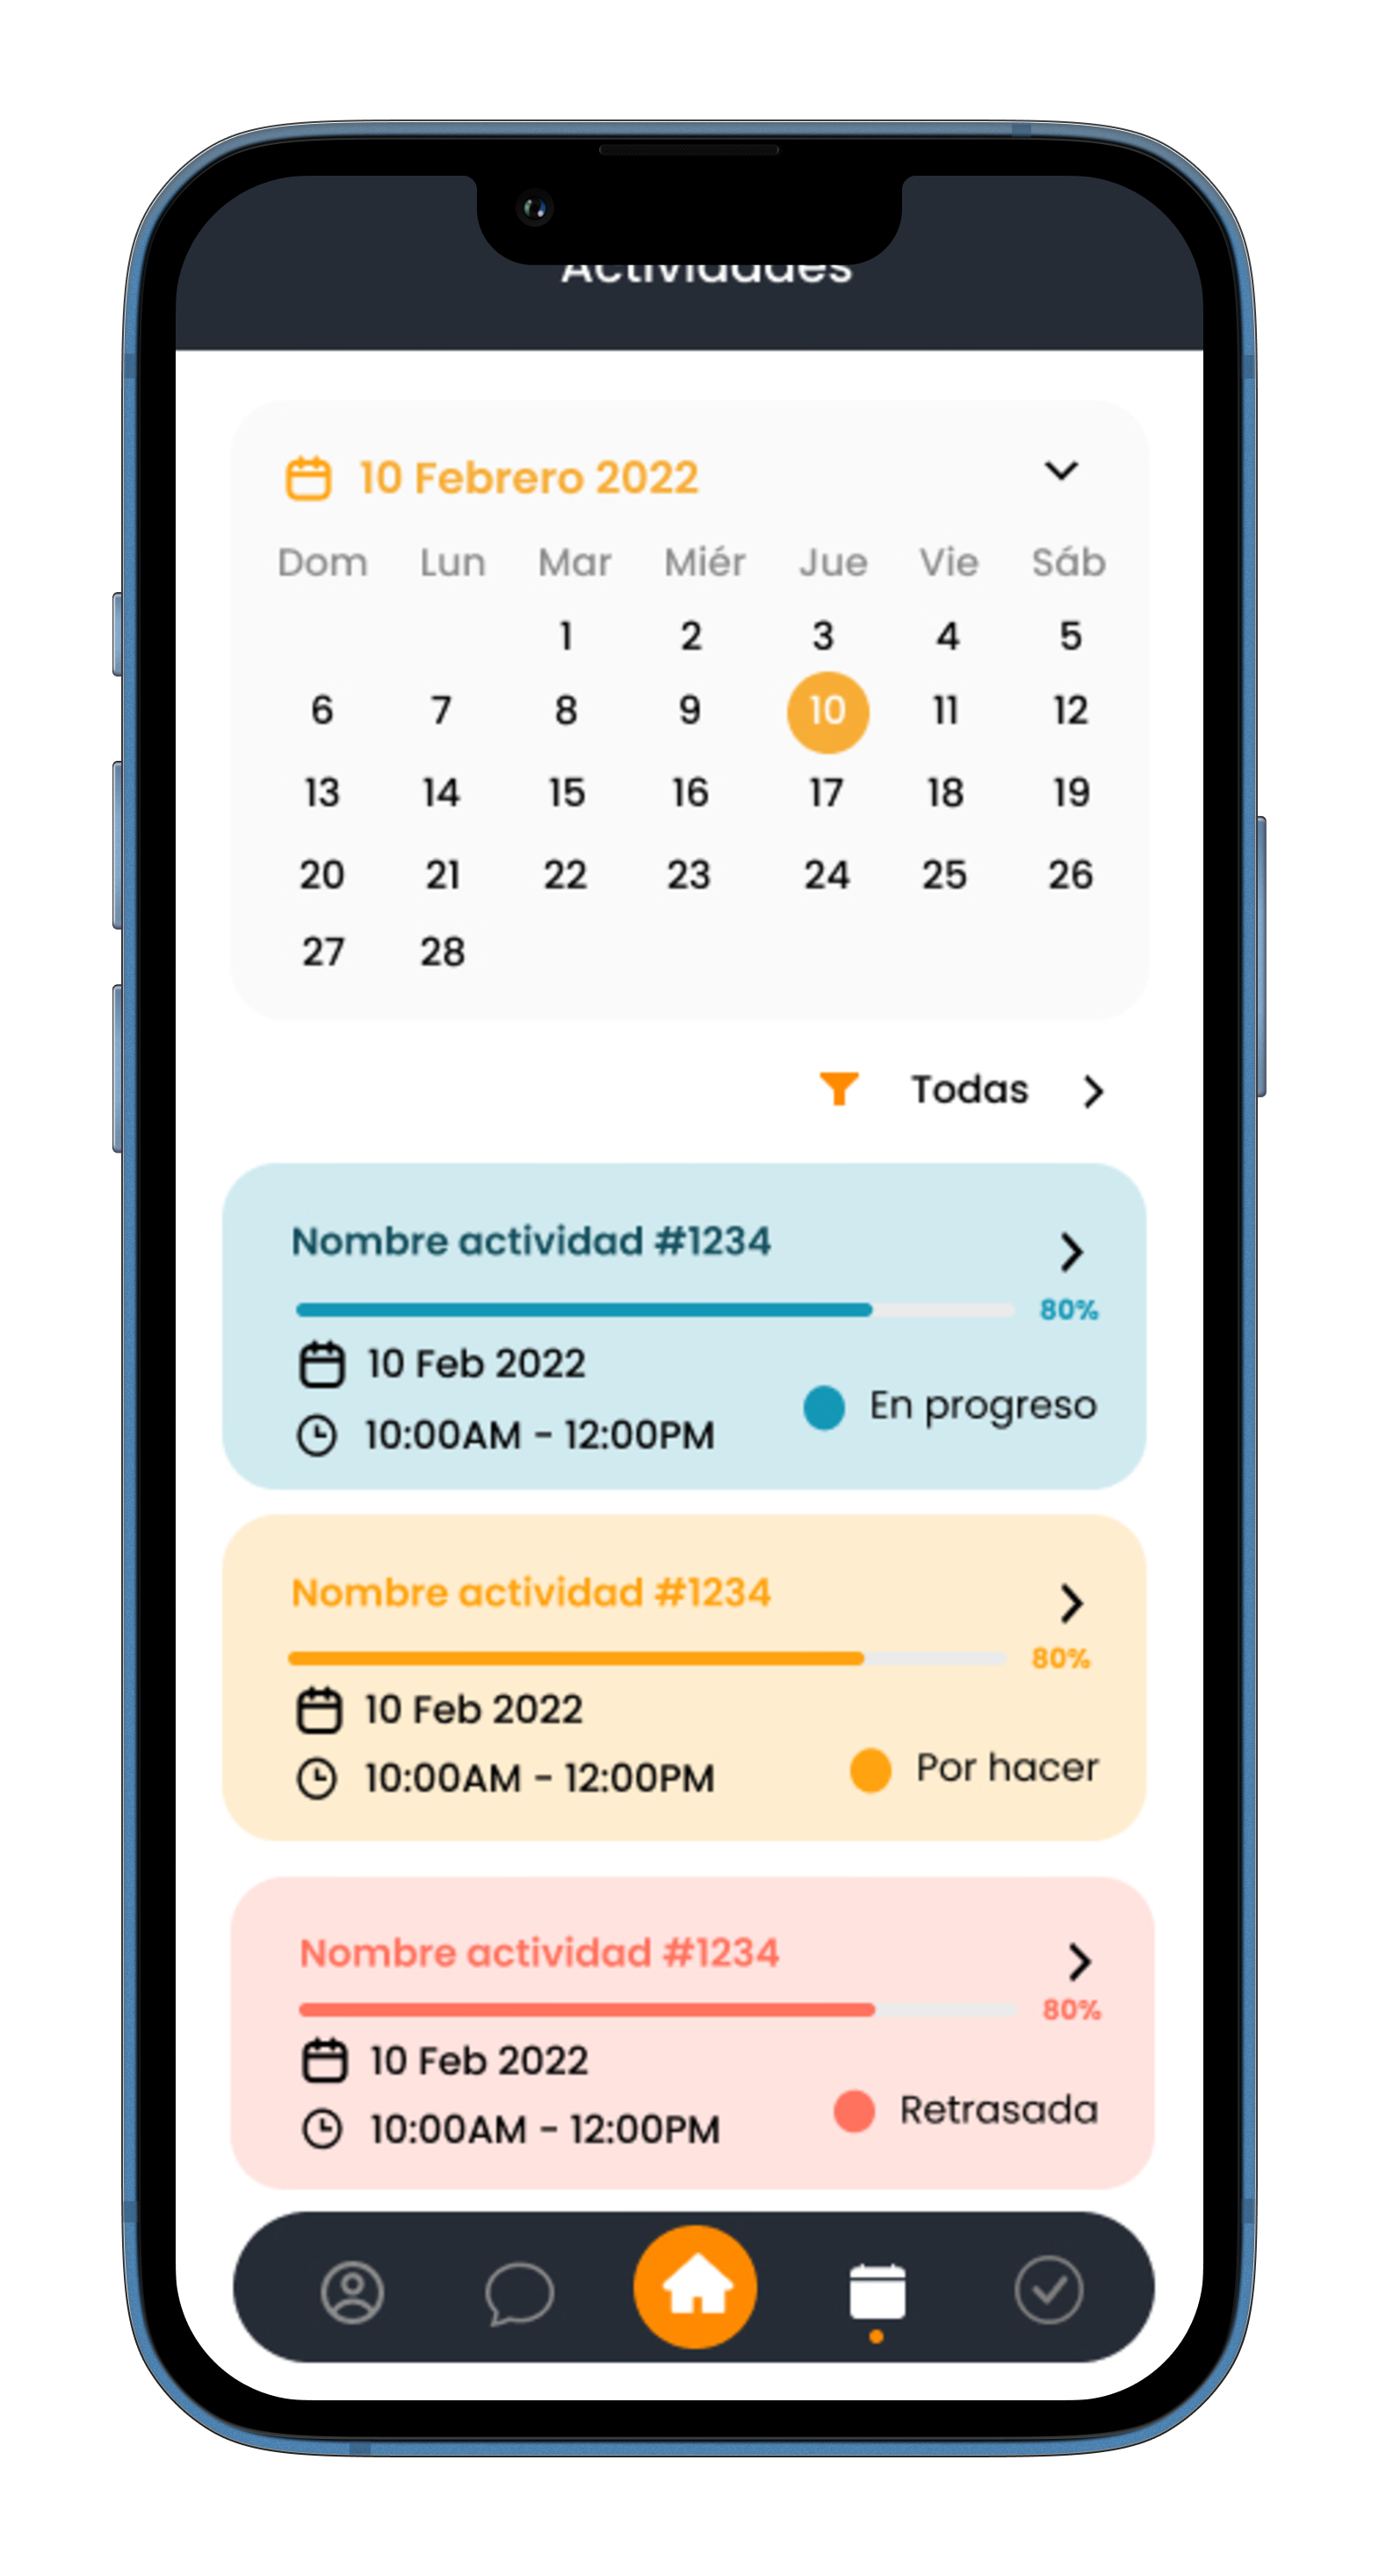 Actividades
10 Febrero 2022
Dom Lun Mar Miér Jue Vie Sáb
1 2 3 4 5
6 7 8 9 10 11 12
13 14 15 16 17 18 19
20 21 22 23 24 25 26
27 28
Todas
Nombre actividad #1234
80%
10 Feb 2022
En progreso
10:00AM - 12:00PM
Nombre actividad #1234
80%
10 Feb 2022
Por hacer
10:00AM - 12:00PM
Nombre actividad #1234
80%
10 Feb 2022
Retrasada
10:00AM - 12:00PM